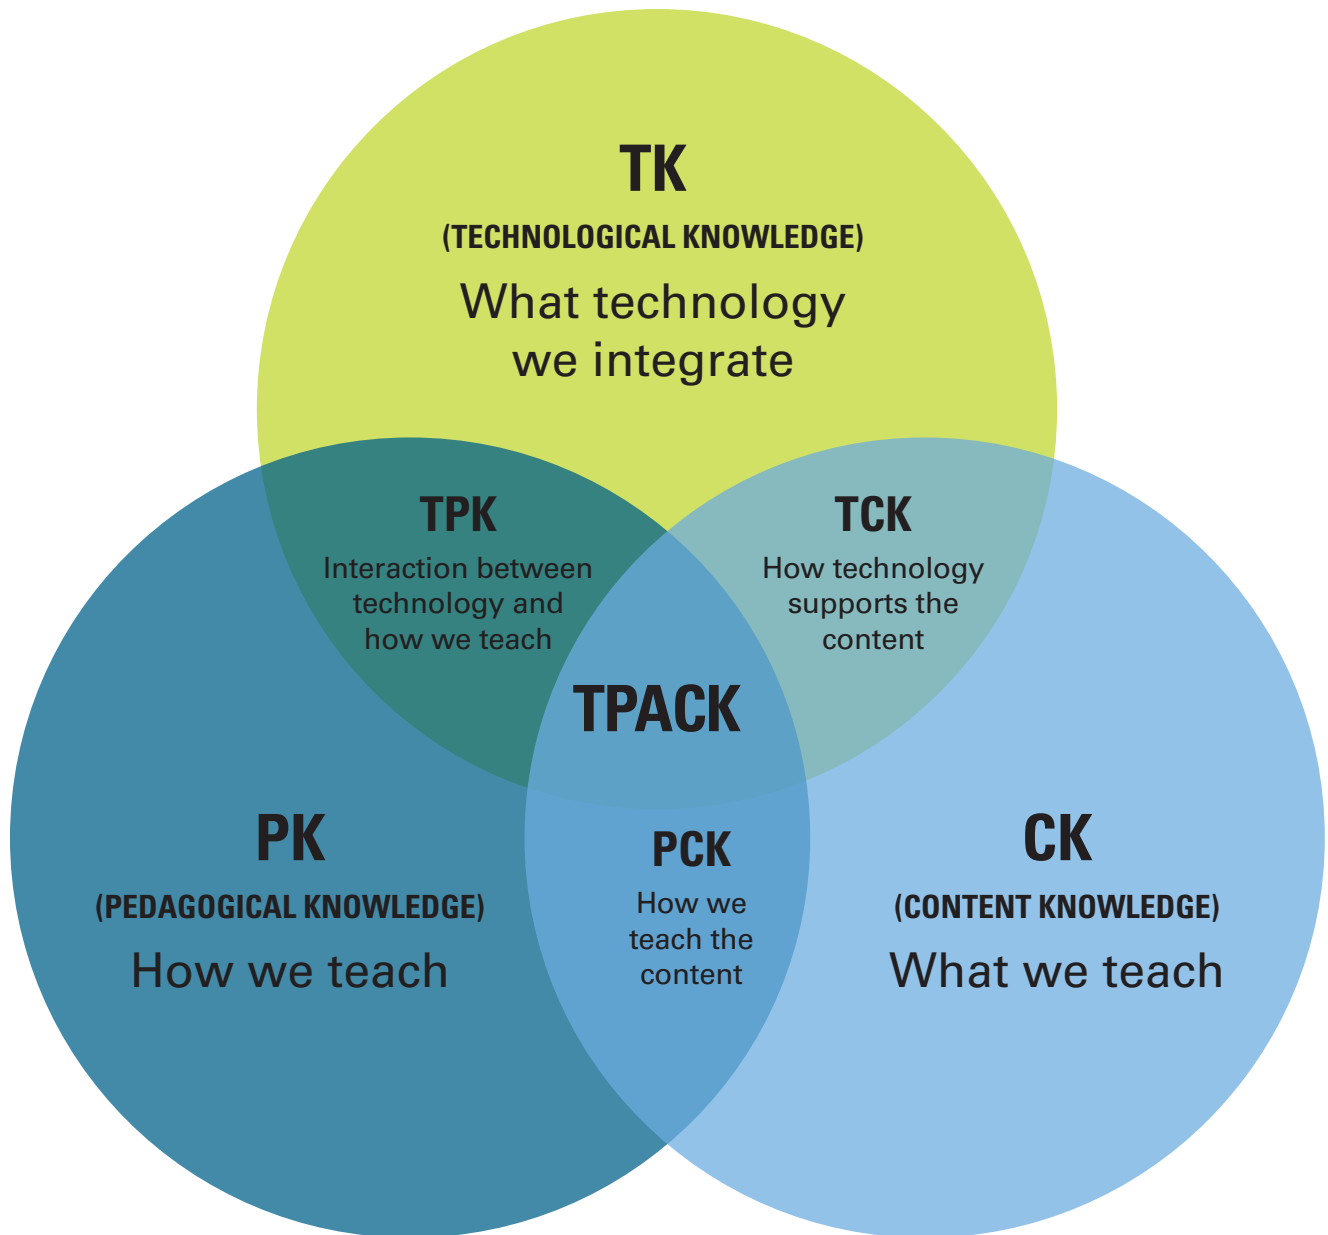 TK
(TECHNOLOGICAL KNOWLEDGE)
What technology
we integrate
TPK
Interaction between
technology and
how we teach
TCK
How technology
supports the
content
TPACK
PK
(PEDAGOGICAL KNOWLEDGE)
How we teach
PCK
How we
teach the
content
CK
(CONTENT KNOWLEDGE)
What we teach